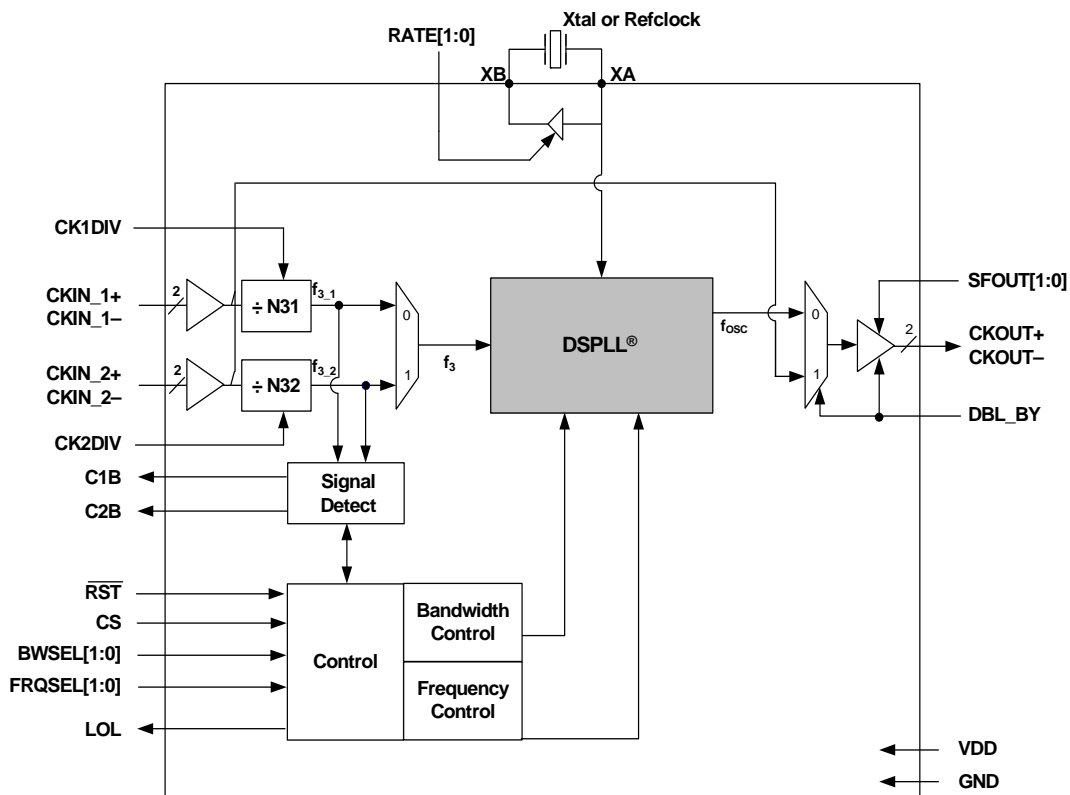 Xtal or Refclock
RATE[1:0]
XB
XA
CK1DIV
CKIN_1+
CKIN_1–
2
÷ N31
f3_1
0
CKIN_2+
CKIN_2–
2
÷ N32
f3_2
1
f3
DSPLL®
fOSC
0
1
SFOUT[1:0]
2
CKOUT+
CKOUT–
DBL_BY
CK2DIV
C1B
C2B
Signal
Detect
RST
CS
BWSEL[1:0]
FRQSEL[1:0]
LOL
Control
Bandwidth
Control
Frequency
Control
VDD
GND